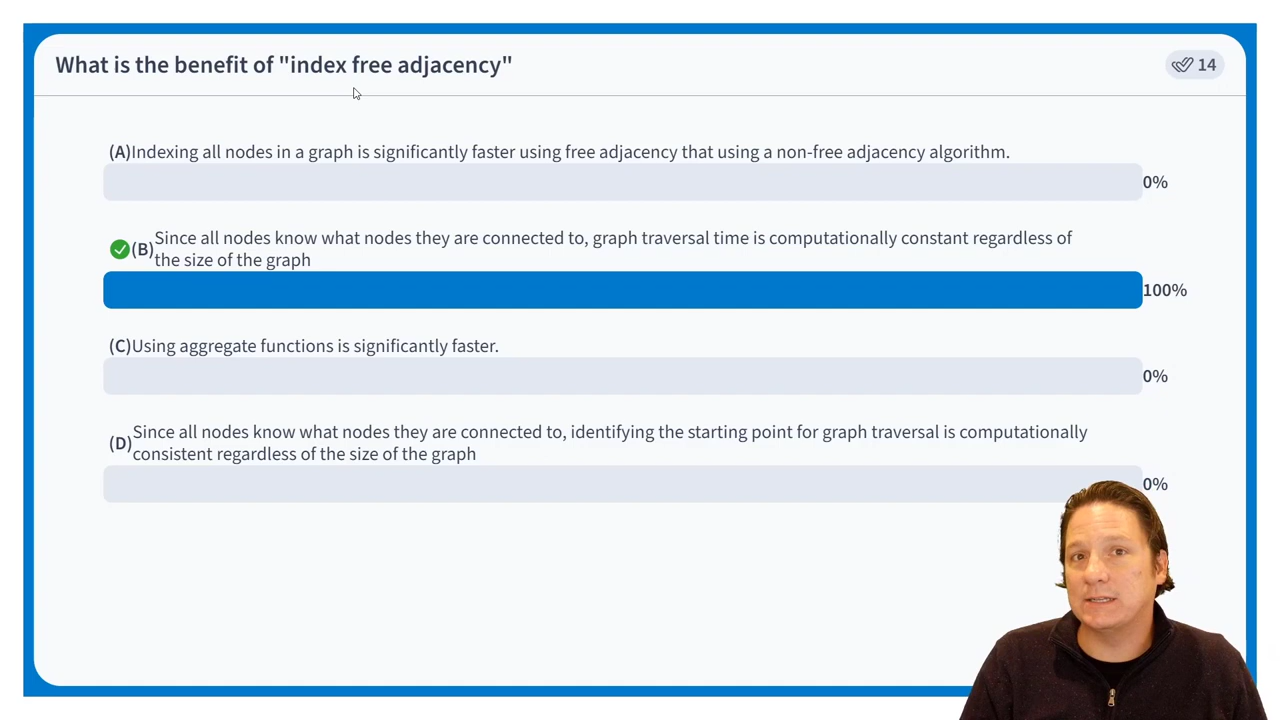 What is the benefit of "index free adjacency"
14
(A)Indexing all nodes in a graph is significantly faster using free adjacency that using a non-free adjacency algorithm.
0%
(B)Since all nodes know what nodes they are connected to, graph traversal time is computationally constant regardless of
the size of the graph
100%
(C)Using aggregate functions is significantly faster.
0%
(D)Since all nodes know what nodes they are connected to, identifying the starting point for graph traversal is computationally
consistent regardless of the size of the graph
0%